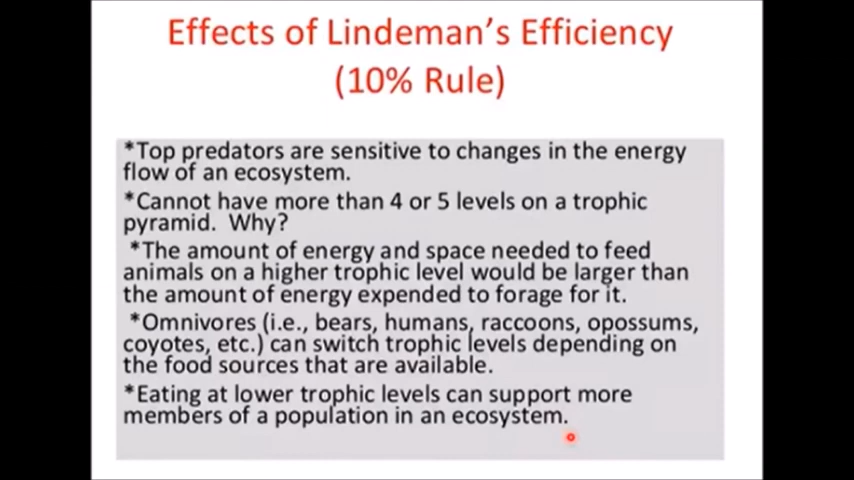 Effects of Lindeman's Efficiency
(10% Rule)
*Top predators are sensitive to changes in the energy
flow of an ecosystem.
*Cannot have more than 4 or 5 levels on a trophic
pyramid. Why?
*The amount of energy and space needed to feed
animals on a higher trophic level would be larger than
the amount of energy expended to forage for it.
*Omnivores (i.e., bears, humans, raccoons, opossums,
coyotes, etc.) can switch trophic levels depending on
the food sources that are available.
*Eating at lower trophic levels can support more
members of a population in an ecosystem.